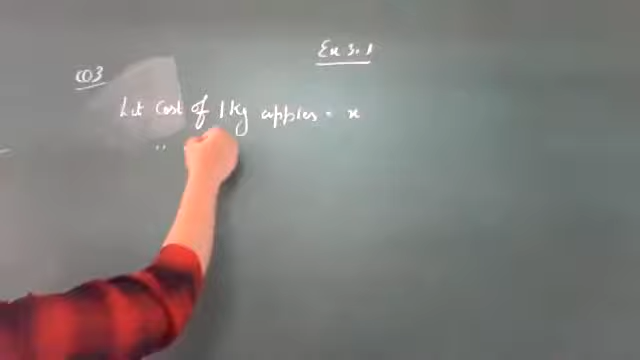 Ex 3.1
Q3
Let Cost of 1kg apples = x
"